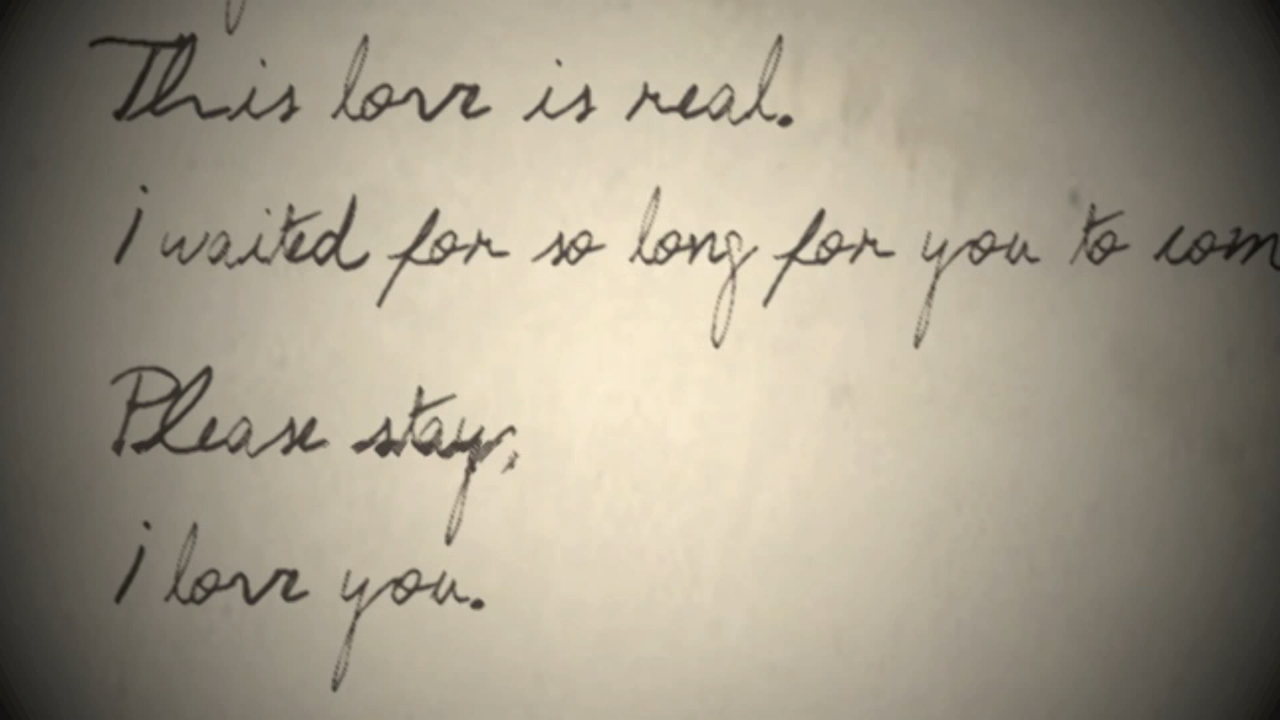 This love is real.
i waited for so long for you to com
Please stay,
i love you.